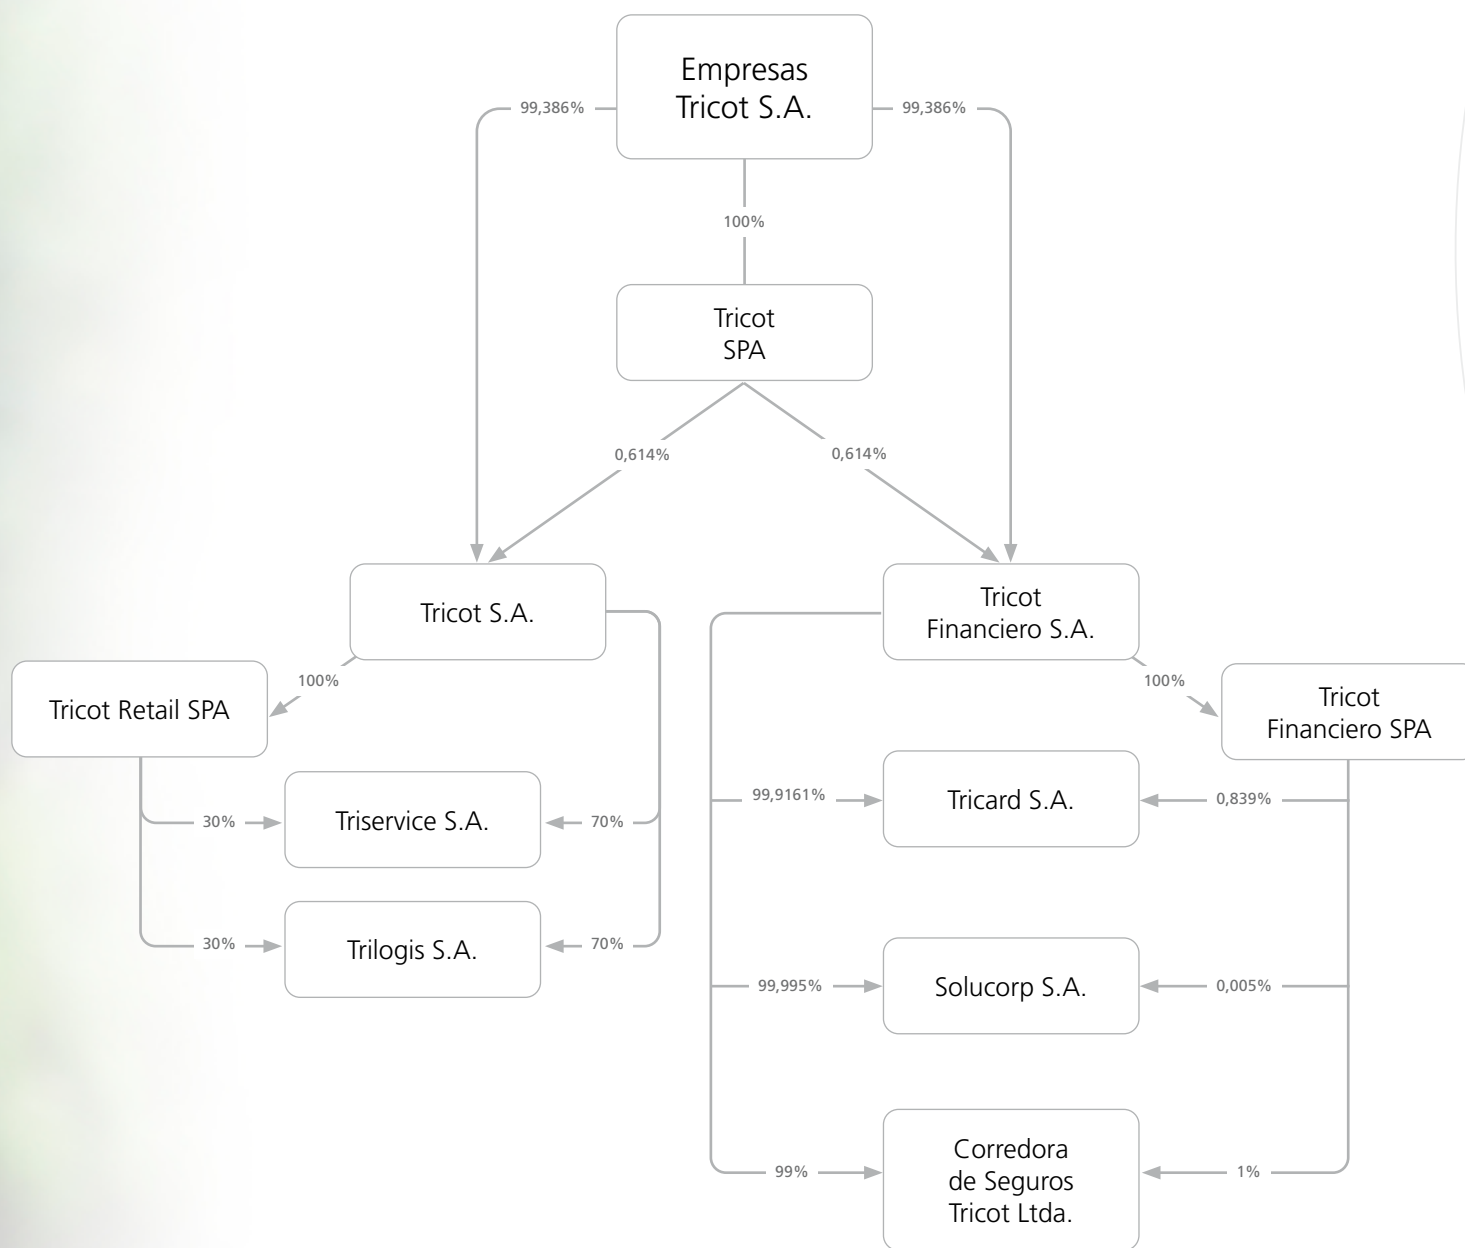 Empresas
Tricot S.A.
99,386%
99,386%
100%
Tricot
SPA
0,614%
0,614%
Tricot S.A.
Tricot
Financiero S.A.
100%
100%
Tricot Retail SPA
Tricot
Financiero SPA
99,9161%
Tricard S.A.
0,839%
30%
Triservice S.A.
70%
30%
Trilogis S.A.
70%
99,995%
Solucorp S.A.
0,005%
99%
Corredora
de Seguros
Tricot Ltda.
1%